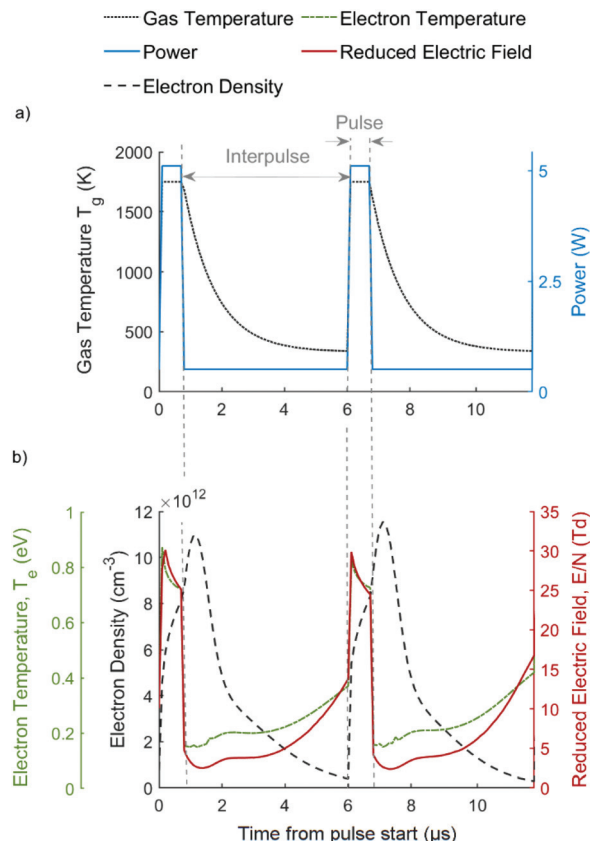 Gas Temperature Electron Temperature
Power Reduced Electric Field
Electron Density
a)
Pulse
Interpulse
2000
1500
1000
500
0
Gas Temperature T_g (K)
5
2.5
0
Power (W)
0 2 4 6 8 10
b)
×10^12
1
0.8
0.6
0.4
0.2
0
Electron Temperature, T_e (eV)
12
10
8
6
4
2
0
Electron Density (cm^-3)
35
30
25
20
15
10
5
0
Reduced Electric Field, E/N (Td)
0 2 4 6 8 10
Time from pulse start (μs)